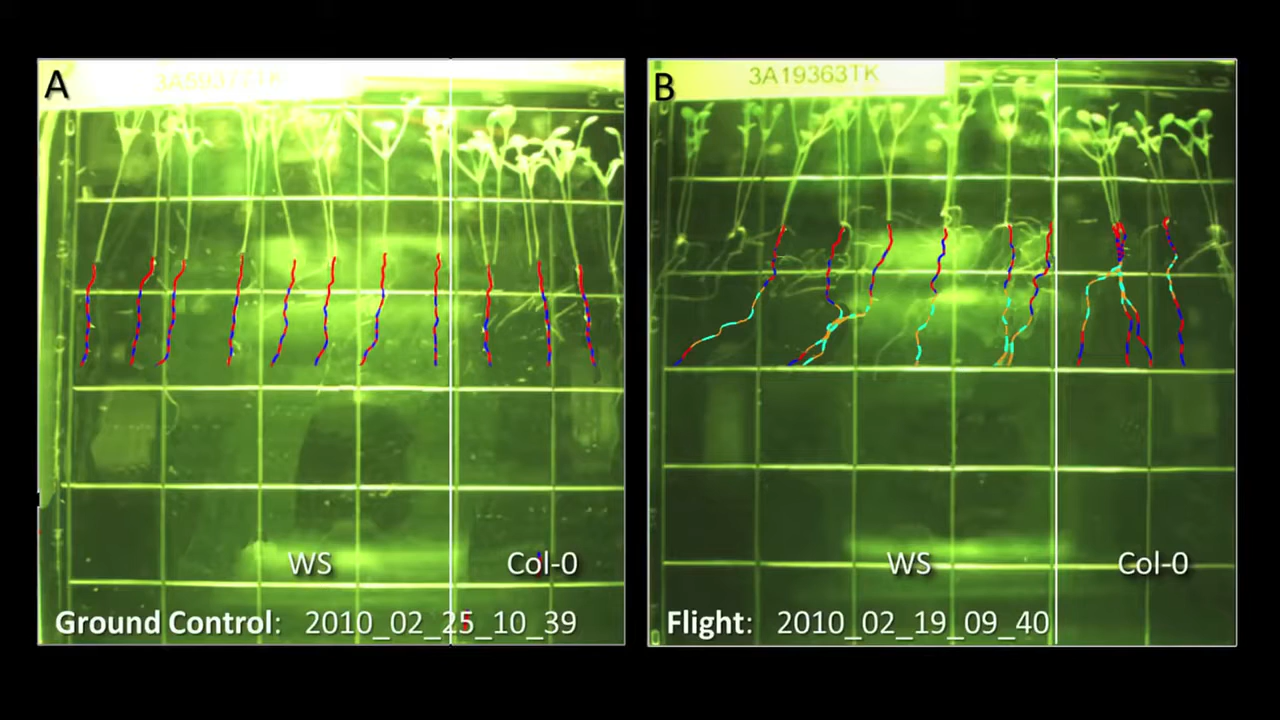 A
WS
Col-0
Ground Control: 2010_02_25_10_39
B
3A19363TK
WS
Col-0
Flight: 2010_02_19_09_40